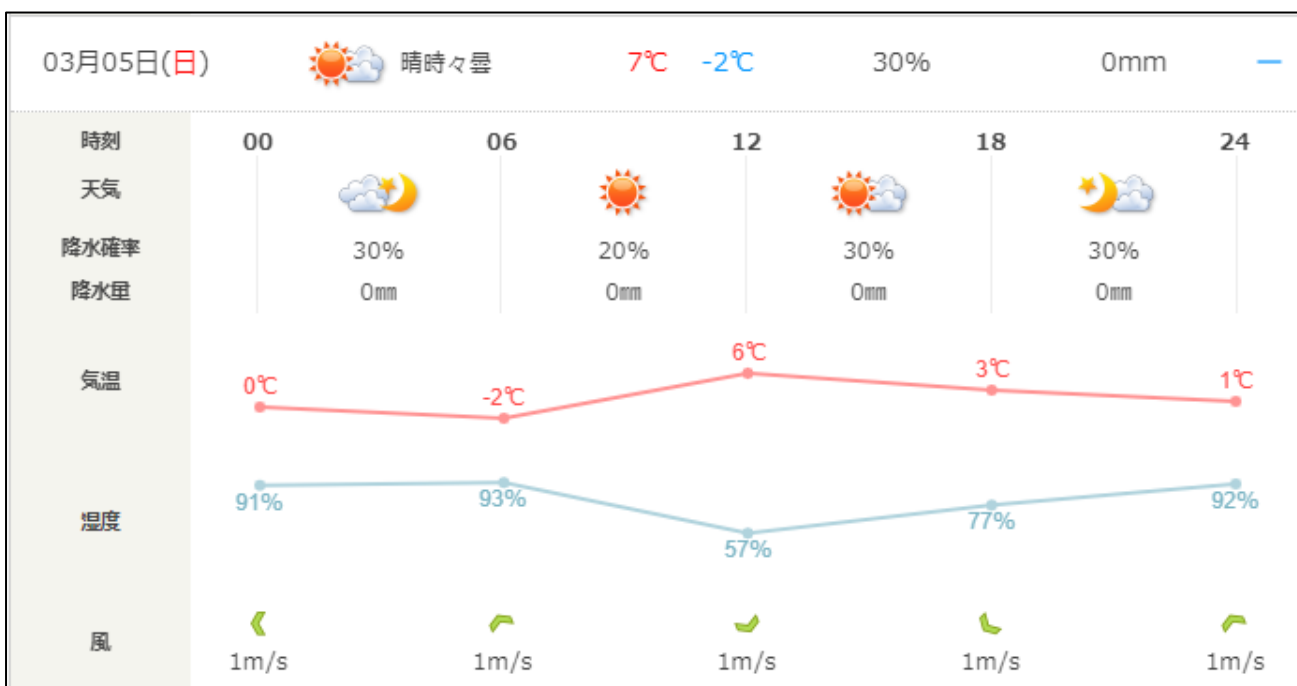 03月05日(日) 晴時々曇 7℃ -2℃ 30% 0mm ー
時刻 00 06 12 18 24
天気
降水確率 30% 20% 30% 30%
降水量 0㎜ 0㎜ 0㎜ 0㎜
気温 0℃ -2℃ 6℃ 3℃ 1℃
湿度 91% 93% 57% 77% 92%
風 1m/s 1m/s 1m/s 1m/s 1m/s